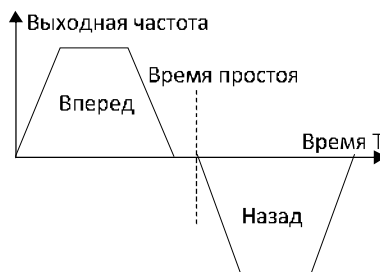 Выходная частота
Время простоя
Вперед
Время T
Назад